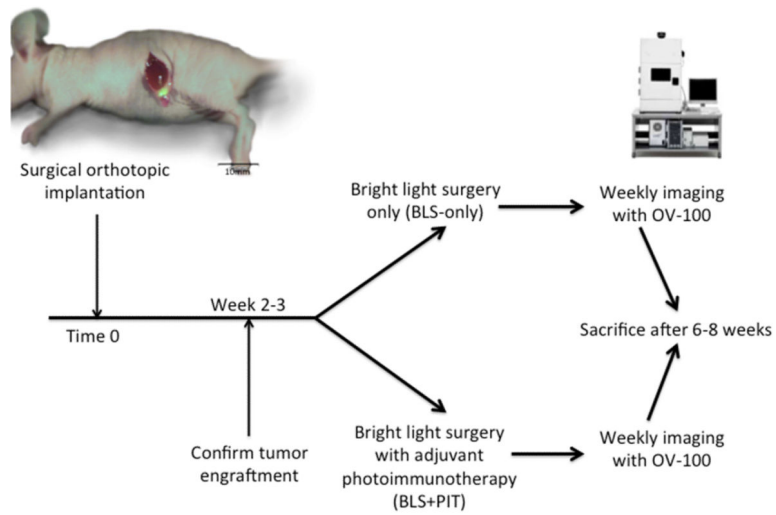 10mm
Surgical orthotopic
implantation
Time 0
Week 2-3
Confirm tumor
engraftment
Bright light surgery
only (BLS-only)
Weekly imaging
with OV-100
Sacrifice after 6-8 weeks
Bright light surgery
with adjuvant
photoimmunotherapy
(BLS+PIT)
Weekly imaging
with OV-100